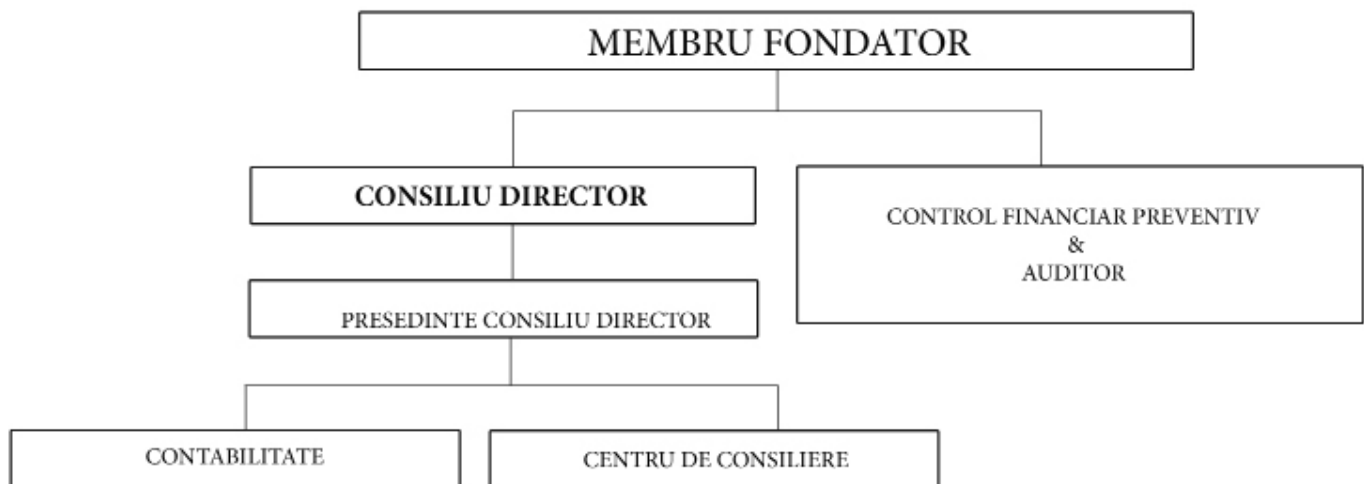 MEMBRU FONDATOR
CONSILIU DIRECTOR
CONTROL FINANCIAR PREVENTIV
&
AUDITOR
PRESEDINTE CONSILIU DIRECTOR
CONTABILITATE
CENTRU DE CONSILIERE